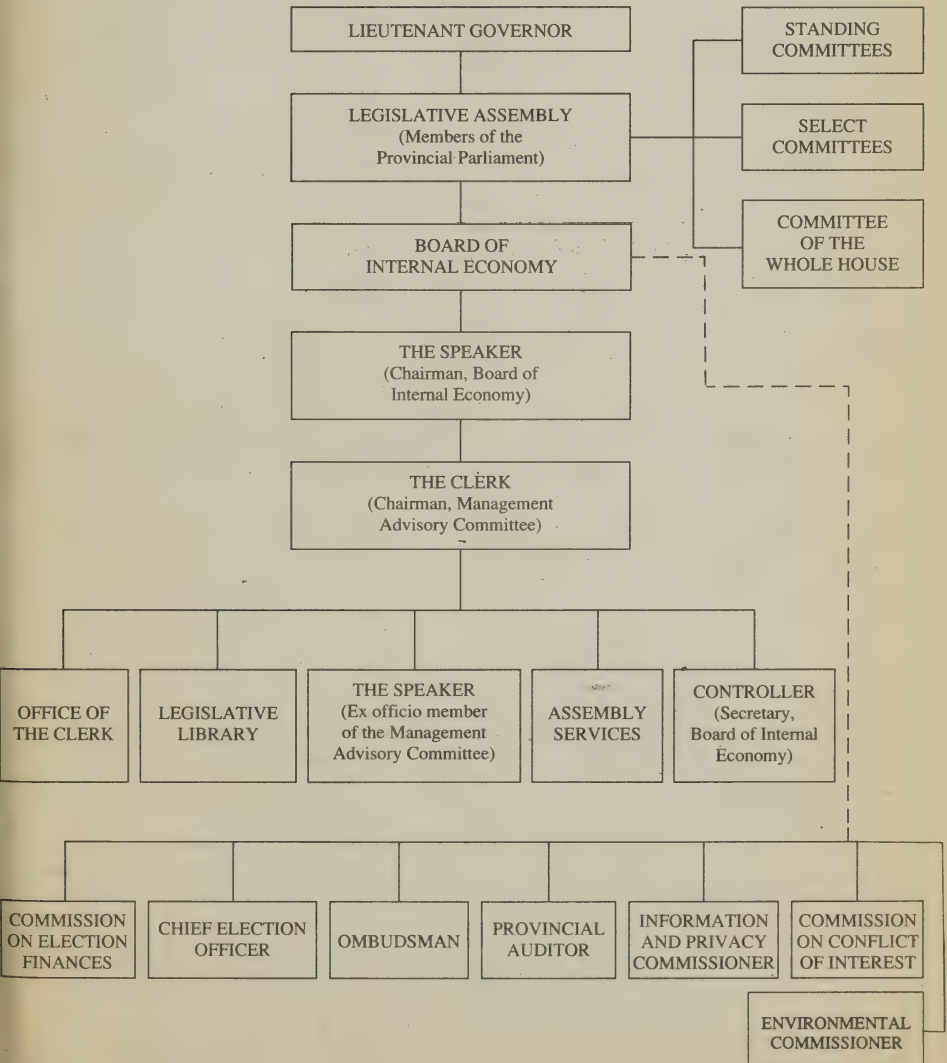 LIEUTENANT GOVERNOR
STANDING
COMMITTEES
LEGISLATIVE ASSEMBLY
(Members of the
Provincial Parliament)
SELECT
COMMITTEES
COMMITTEE
OF THE
WHOLE HOUSE
BOARD OF
INTERNAL ECONOMY
THE SPEAKER
(Chairman, Board of
Internal Economy)
THE CLERK
(Chairman, Management
Advisory Committee)
OFFICE OF
THE CLERK
LEGISLATIVE
LIBRARY
THE SPEAKER
(Ex officio member
of the Management
Advisory Committee)
ASSEMBLY
SERVICES
CONTROLLER
(Secretary,
Board of Internal
Economy)
COMMISSION
ON ELECTION
FINANCES
CHIEF ELECTION
OFFICER
OMBUDSMAN
PROVINCIAL
AUDITOR
INFORMATION
AND PRIVACY
COMMISSIONER
COMMISSION
ON CONFLICT
OF INTEREST
ENVIRONMENTAL
COMMISSIONER